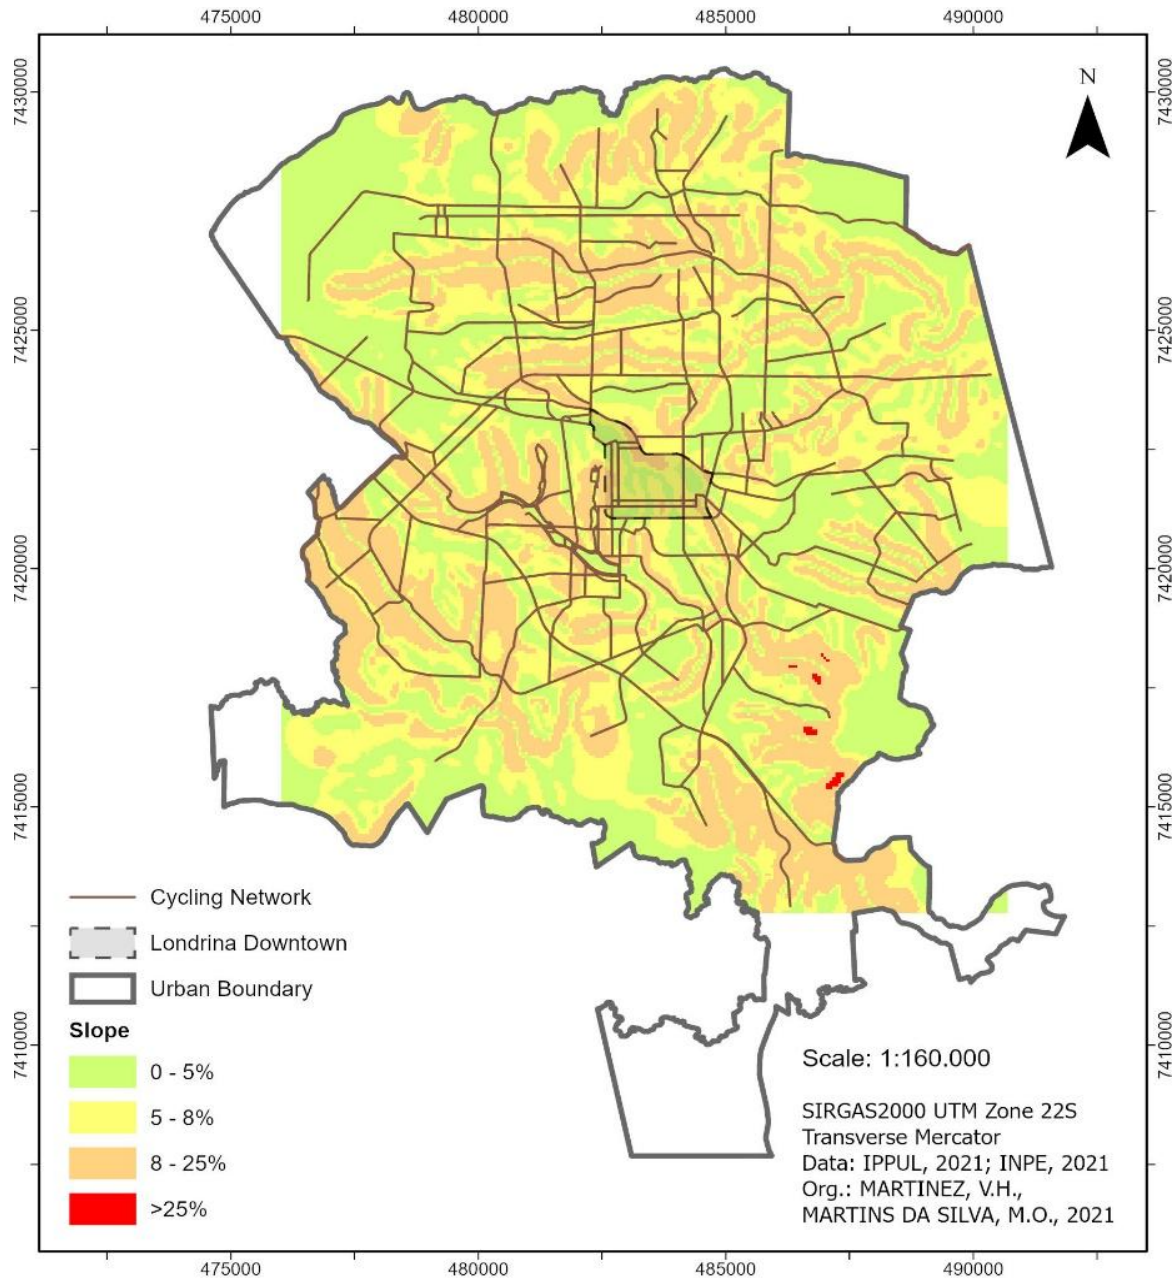 475000 480000 485000 490000
N
7430000 7430000
7425000 7425000
7420000 7420000
7415000 7415000
7410000 7410000
Cycling Network
Londrina Downtown
Urban Boundary
Slope
0 - 5%
5 - 8%
8 - 25%
>25%
Scale: 1:160.000
SIRGAS2000 UTM Zone 22S
Transverse Mercator
Data: IPPUL, 2021; INPE, 2021
Org.: MARTINEZ, V.H.,
MARTINS DA SILVA, M.O., 2021
475000 480000 485000 490000